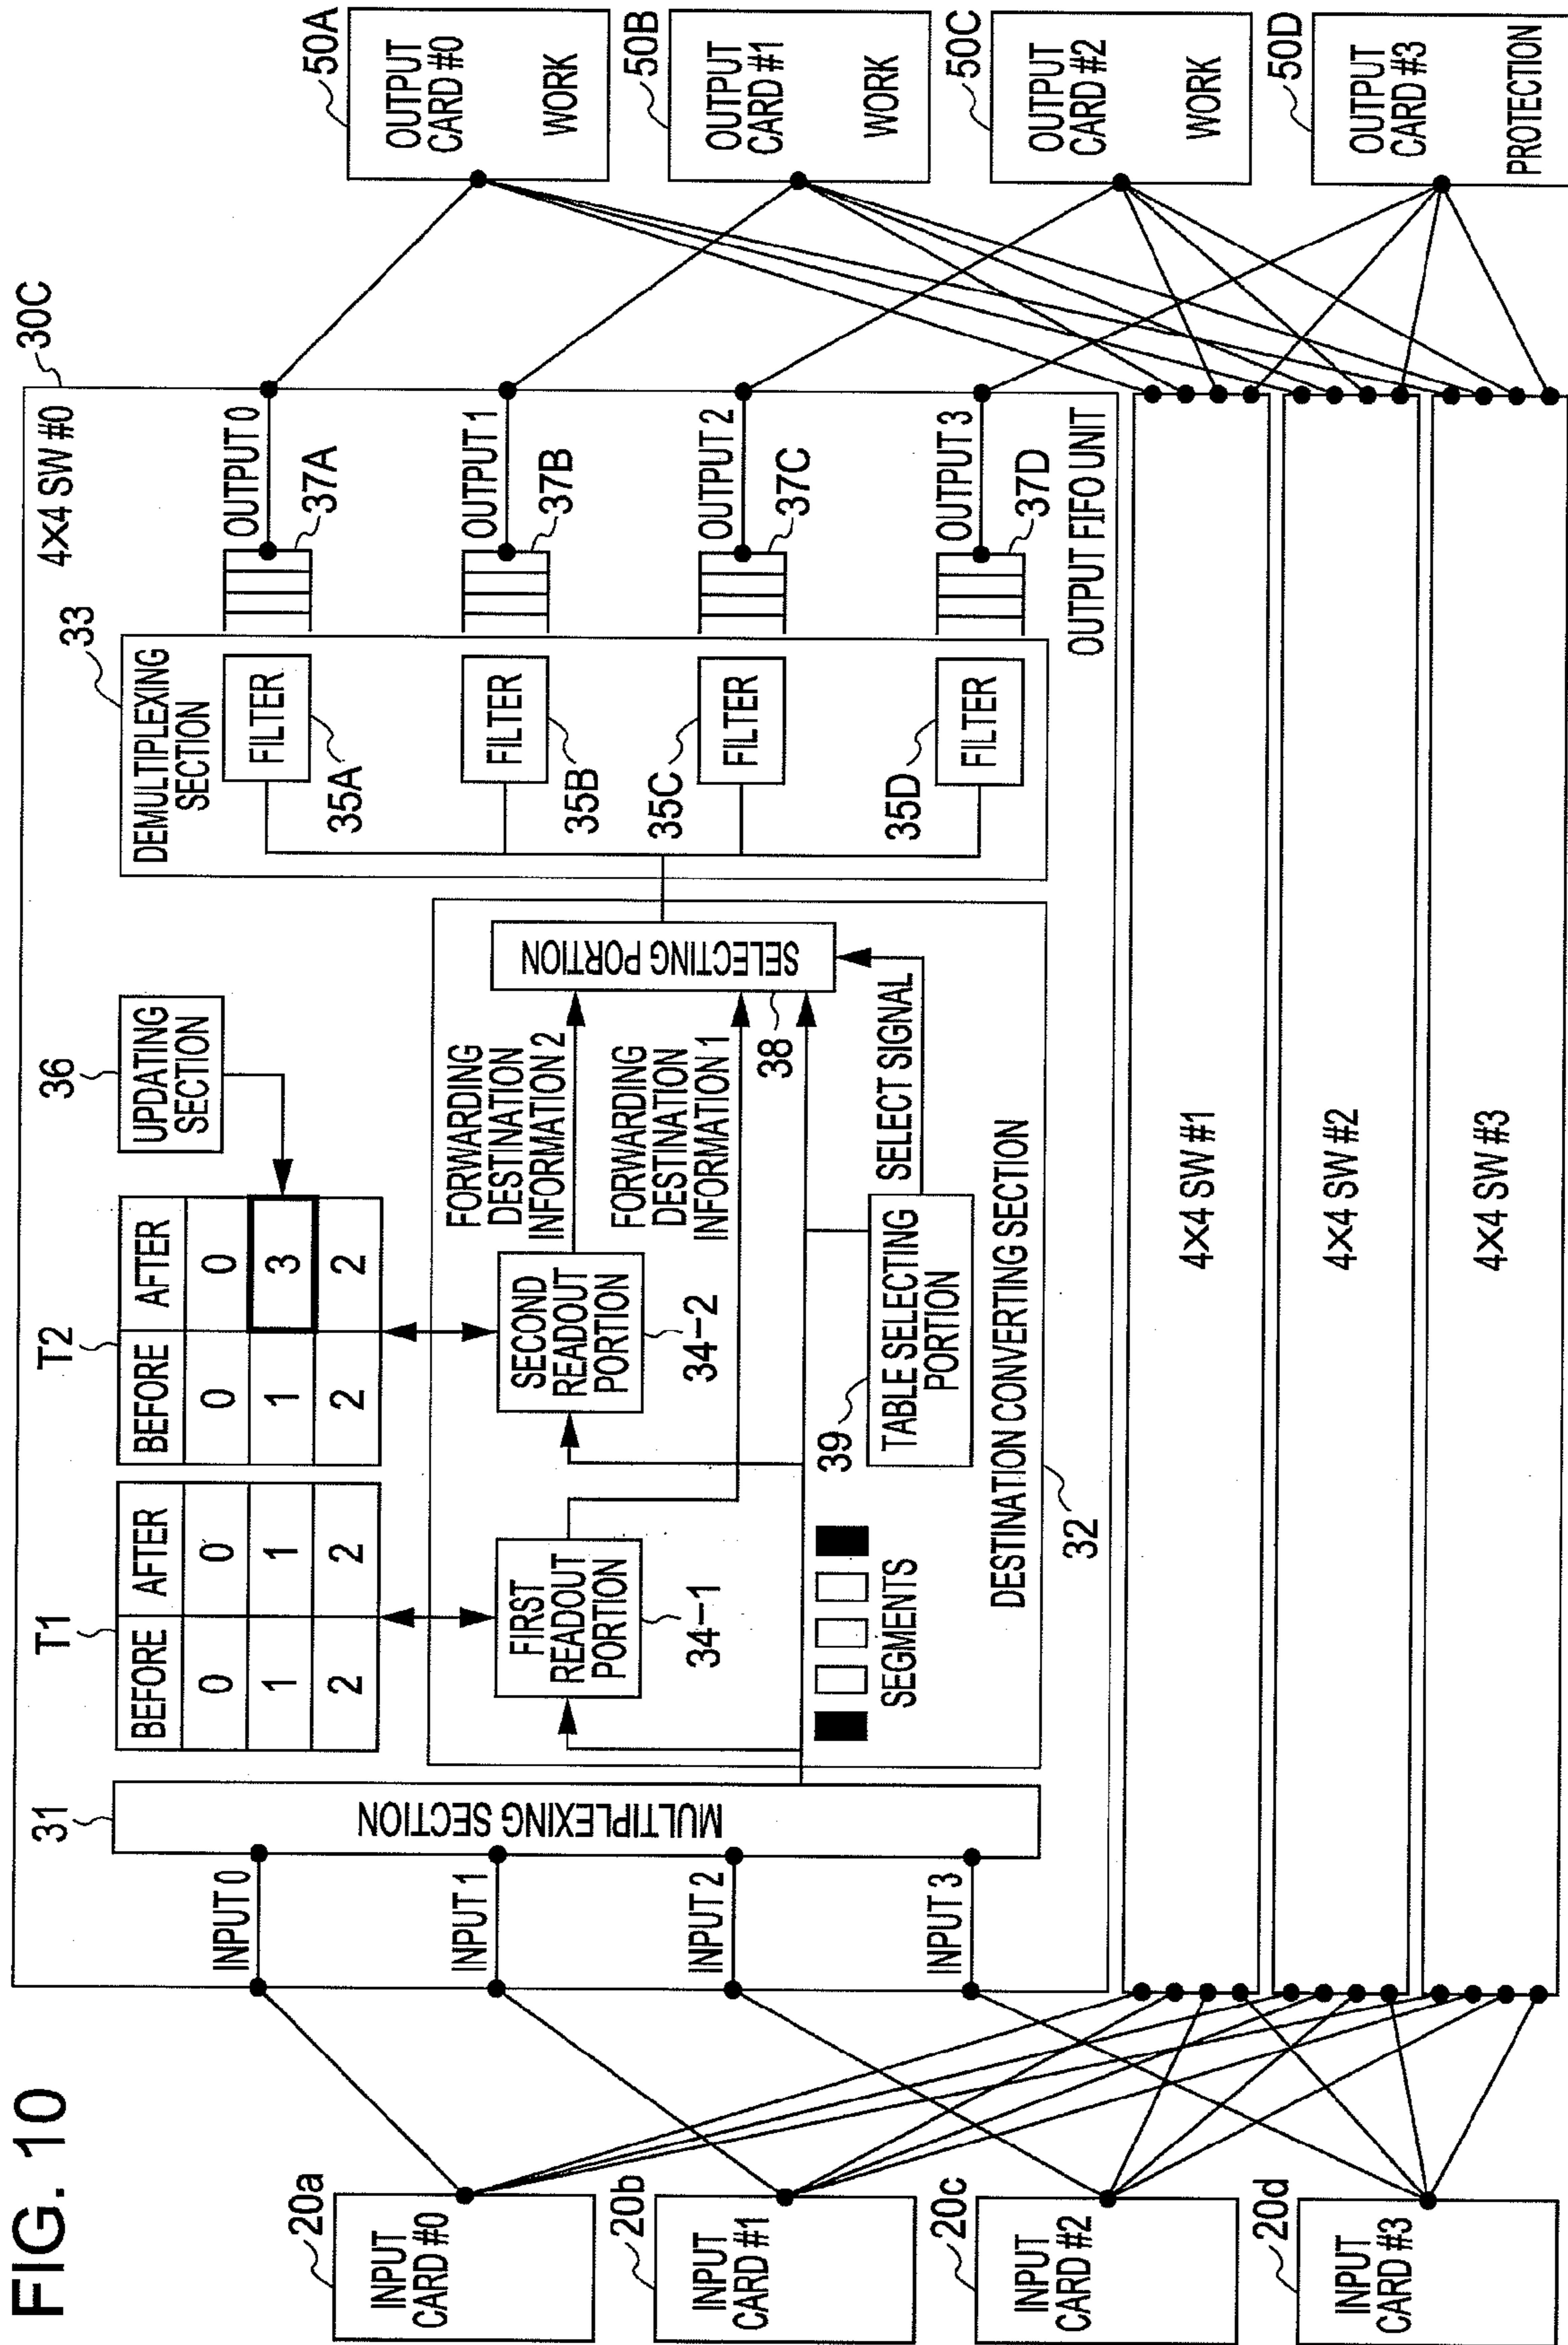 FIG. 10
20a
INPUT
CARD #0
20b
INPUT
CARD #1
20c
INPUT
CARD #2
20d
INPUT
CARD #3
30C
4×4 SW #0
INPUT 0
INPUT 1
INPUT 2
INPUT 3
31
MULTIPLEXING SECTION
T1
BEFORE AFTER
0 0
1 1
2 2
T2
BEFORE AFTER
0 0
1 3
2 2
36
UPDATING
SECTION
FIRST
READOUT
PORTION
34-1
SECOND
READOUT
PORTION
34-2
FORWARDING
DESTINATION
INFORMATION 2
FORWARDING
DESTINATION
INFORMATION 1
SELECTING PORTION
38
SEGMENTS
39
TABLE SELECTING
PORTION
SELECT SIGNAL
DESTINATION CONVERTING SECTION
32
33
DEMULTIPLEXING
SECTION
FILTER
35A
FILTER
35B
FILTER
35C
FILTER
35D
OUTPUT 0
37A
OUTPUT 1
37B
OUTPUT 2
37C
OUTPUT 3
37D
OUTPUT FIFO UNIT
4×4 SW #1
4×4 SW #2
4×4 SW #3
50A
OUTPUT
CARD #0
WORK
50B
OUTPUT
CARD #1
WORK
50C
OUTPUT
CARD #2
WORK
50D
OUTPUT
CARD #3
PROTECTION